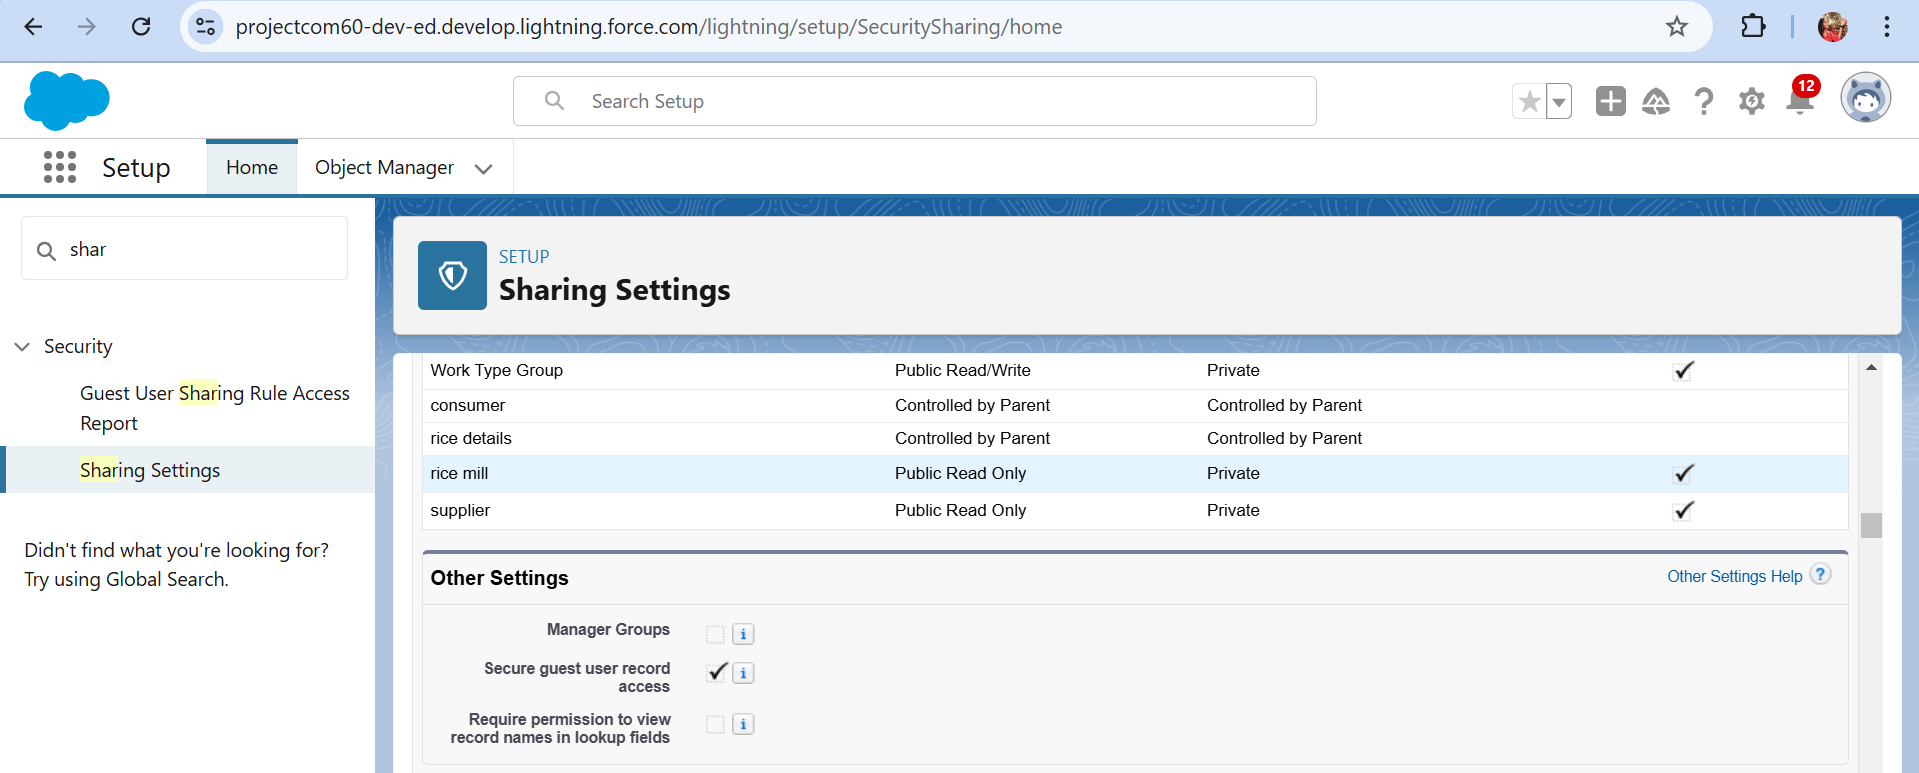 projectcom60-dev-ed.develop.lightning.force.com/lightning/setup/SecuritySharing/home
Search Setup
12
Setup
Home
Object Manager
shar
Security
Guest User Sharing Rule Access
Report
Sharing Settings
Didn't find what you're looking for?
Try using Global Search.
SETUP
Sharing Settings
Work Type Group Public Read/Write Private
consumer Controlled by Parent Controlled by Parent
rice details Controlled by Parent Controlled by Parent
rice mill Public Read Only Private
supplier Public Read Only Private
Other Settings
Other Settings Help ?
Manager Groups i
Secure guest user record
access i
Require permission to view
record names in lookup fields i